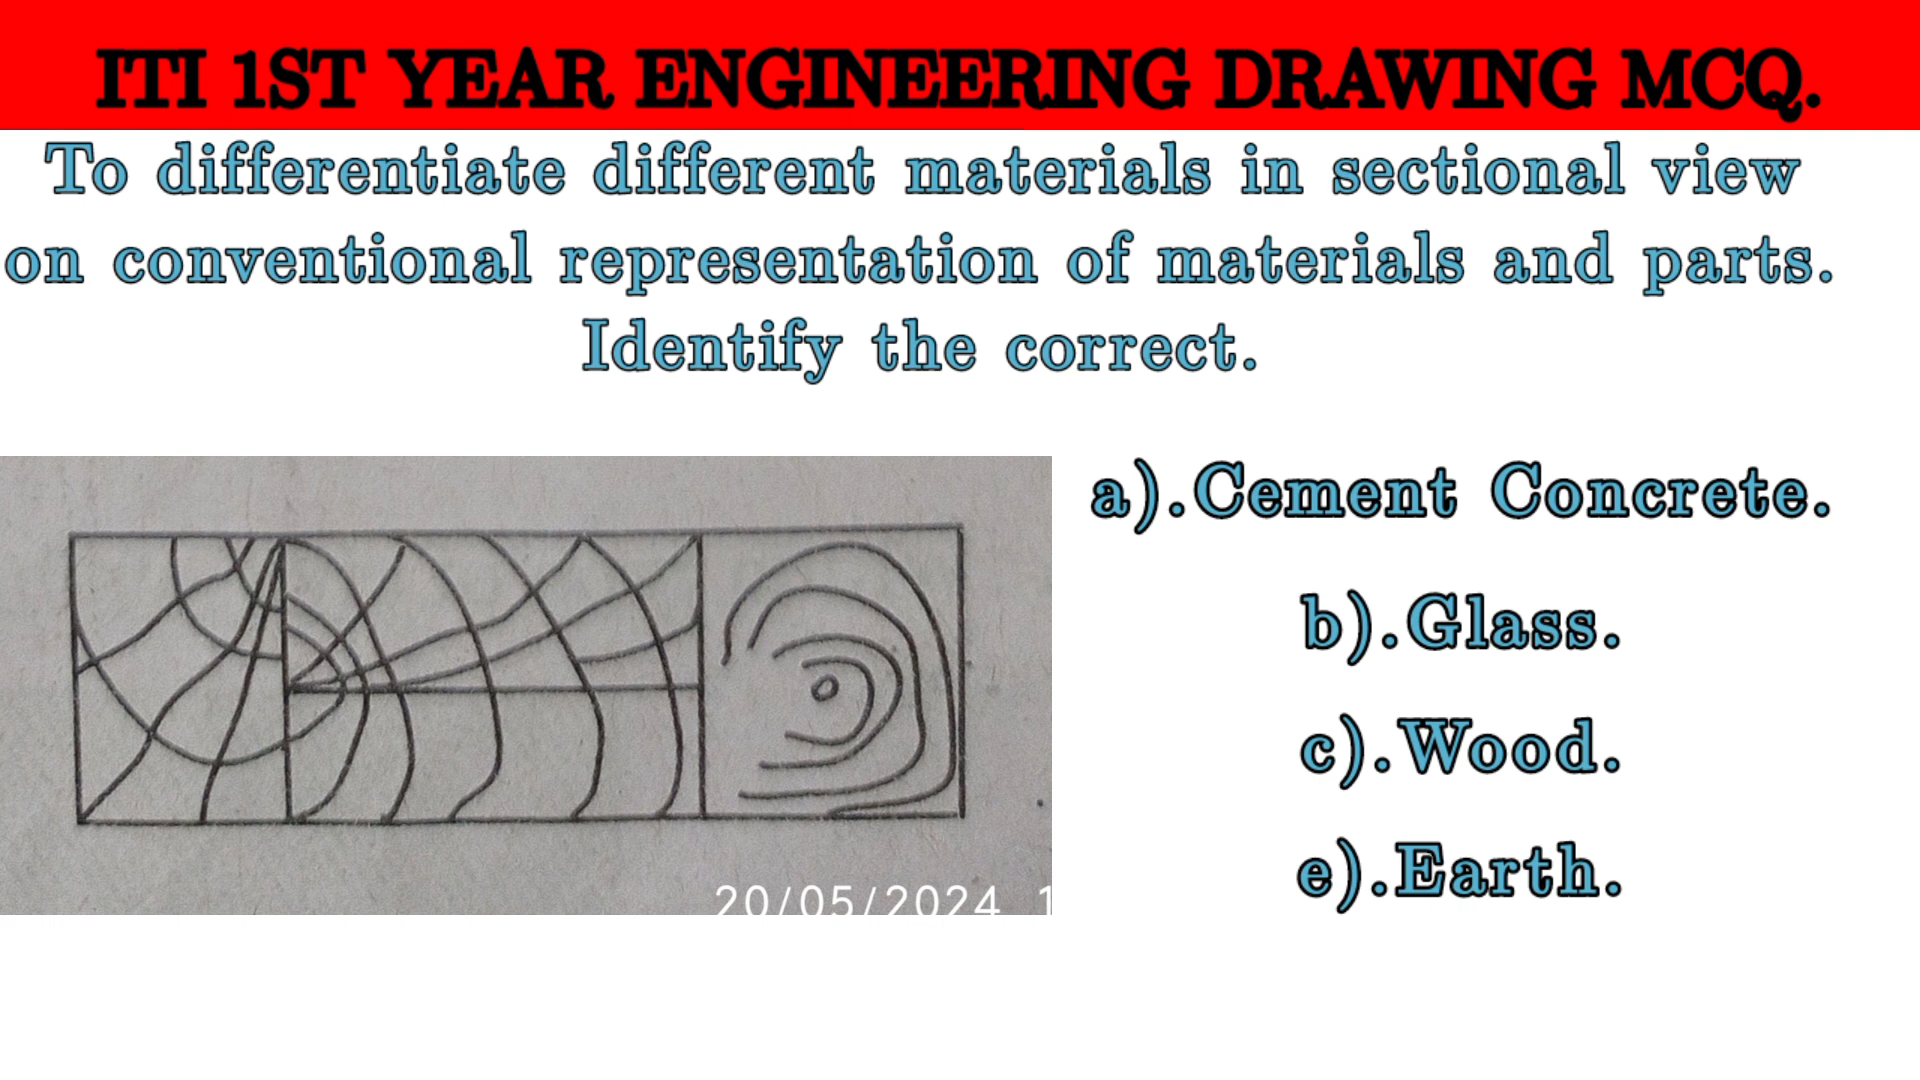 ITI 1ST YEAR ENGINEERING DRAWING MCQ.
To differentiate different materials in sectional view
on conventional representation of materials and parts.
Identify the correct.
a).Cement Concrete.
b).Glass.
c).Wood.
e).Earth.
20/05/2024 1